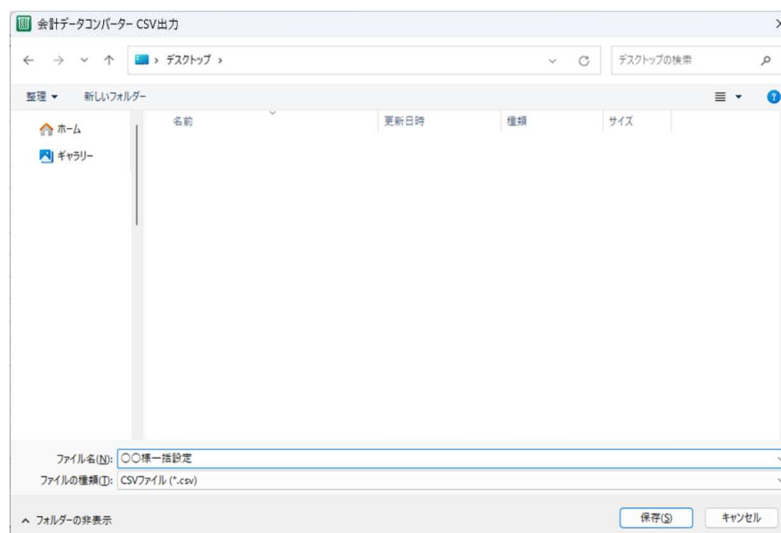 会計データコンバーター CSV出力
デスクトップ
デスクトップの検索
整理
新しいフォルダー
ホーム
ギャラリー
名前 更新日時 種類 サイズ
ファイル名(N): 〇〇様一括設定
ファイルの種類(T): CSVファイル (*.csv)
フォルダーの非表示
保存(S)
キャンセル